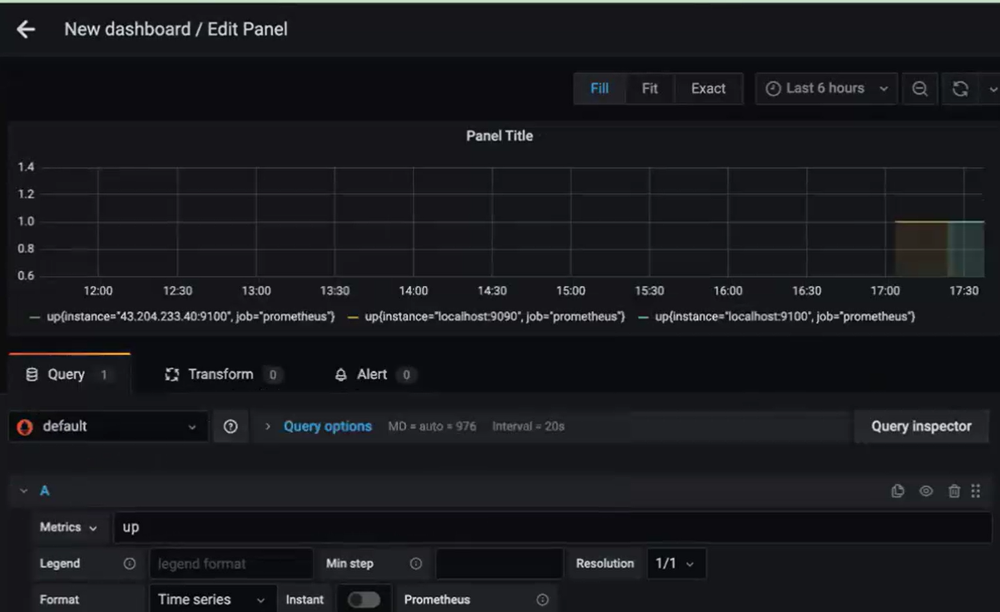 New dashboard / Edit Panel
Fill Fit Exact Last 6 hours
Panel Title
1.4
1.2
1.0
0.8
0.6
12:00 12:30 13:00 13:30 14:00 14:30 15:00 15:30 16:00 16:30 17:00 17:30
up{instance="43.204.233.40:9100", job="prometheus"} up{instance="localhost:9090", job="prometheus"} up{instance="localhost:9100", job="prometheus"}
Query 1 Transform 0 Alert 0
default Query options MD = auto = 976 Interval = 20s Query inspector
A
Metrics up
Legend legend format Min step Resolution 1/1
Format Time series Instant Prometheus